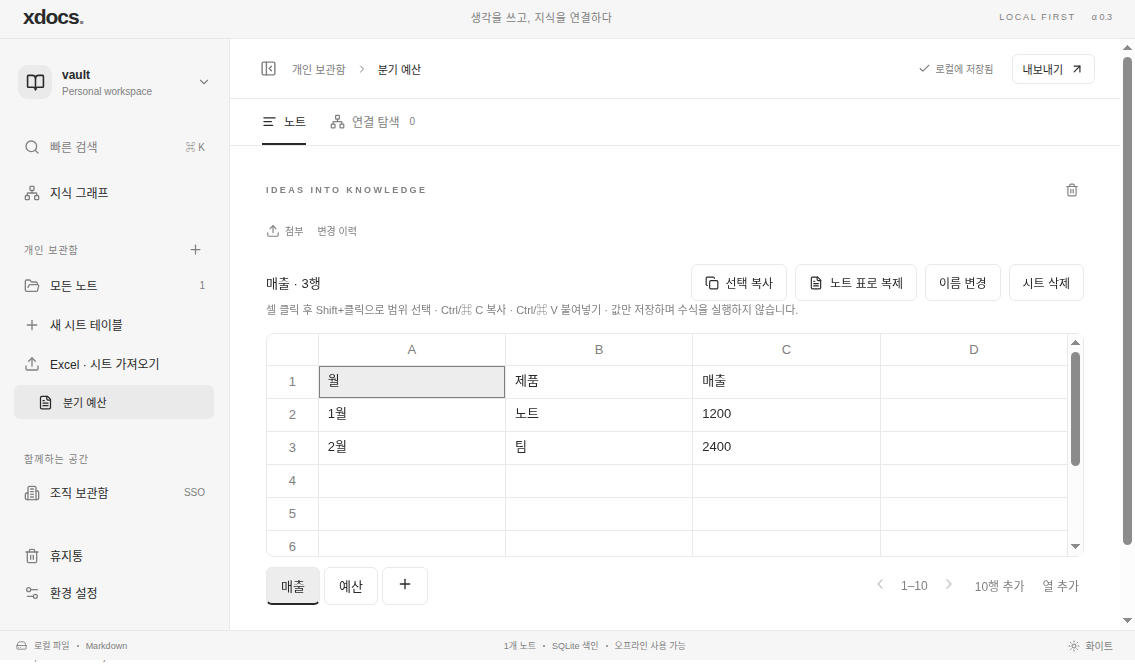 xdocs.
생각을 쓰고, 지식을 연결하다
LOCAL FIRST α 0.3
vault
Personal workspace
빠른 검색 ⌘ K
지식 그래프
개인 보관함
모든 노트 1
새 시트 테이블
Excel · 시트 가져오기
분기 예산
함께하는 공간
조직 보관함 SSO
휴지통
환경 설정
개인 보관함 > 분기 예산
로컬에 저장됨
내보내기
노트 연결 탐색 0
IDEAS INTO KNOWLEDGE
첨부 변경 이력
매출 · 3행
선택 복사 노트 표로 복제 이름 변경 시트 삭제
셀 클릭 후 Shift+클릭으로 범위 선택 · Ctrl/⌘ C 복사 · Ctrl/⌘ V 붙여넣기 · 값만 저장하며 수식을 실행하지 않습니다.
A B C D
1 월 제품 매출
2 1월 노트 1200
3 2월 팀 2400
4
5
6
매출 예산 +
1–10 10행 추가 열 추가
로컬 파일 · Markdown
1개 노트 · SQLite 색인 · 오프라인 사용 가능
화이트